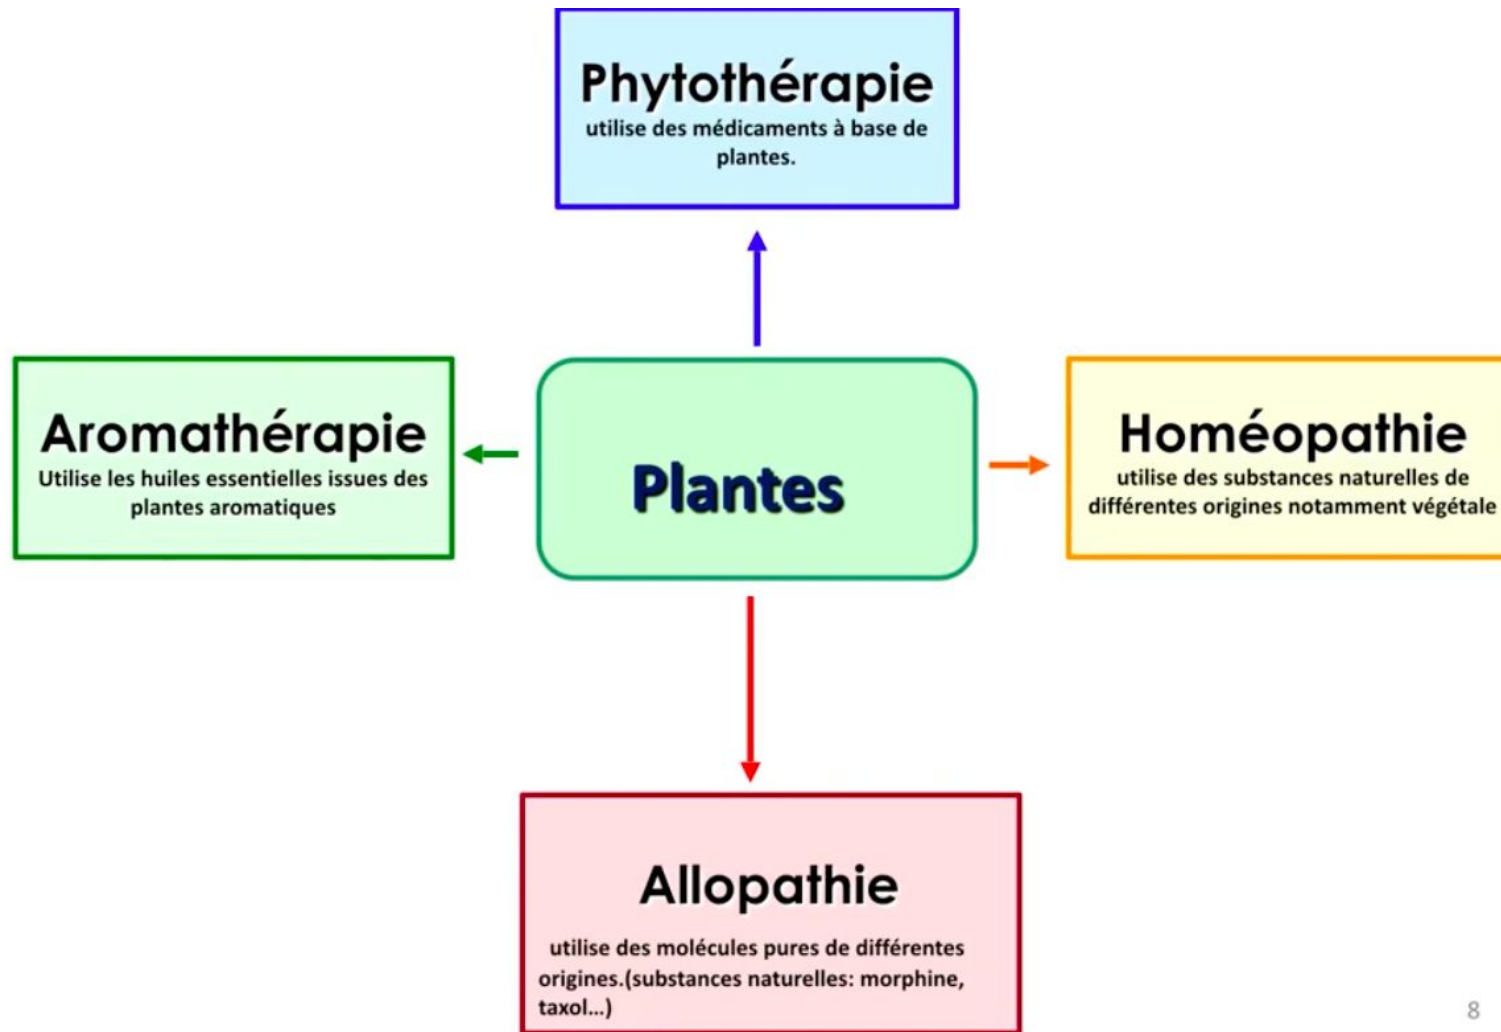 Phytothérapie
utilise des médicaments à base de
plantes.
Aromathérapie
Utilise les huiles essentielles issues des
plantes aromatiques
Plantes
Homéopathie
utilise des substances naturelles de
différentes origines notamment végétale
Allopathie
utilise des molécules pures de différentes
origines.(substances naturelles: morphine,
taxol...)
8